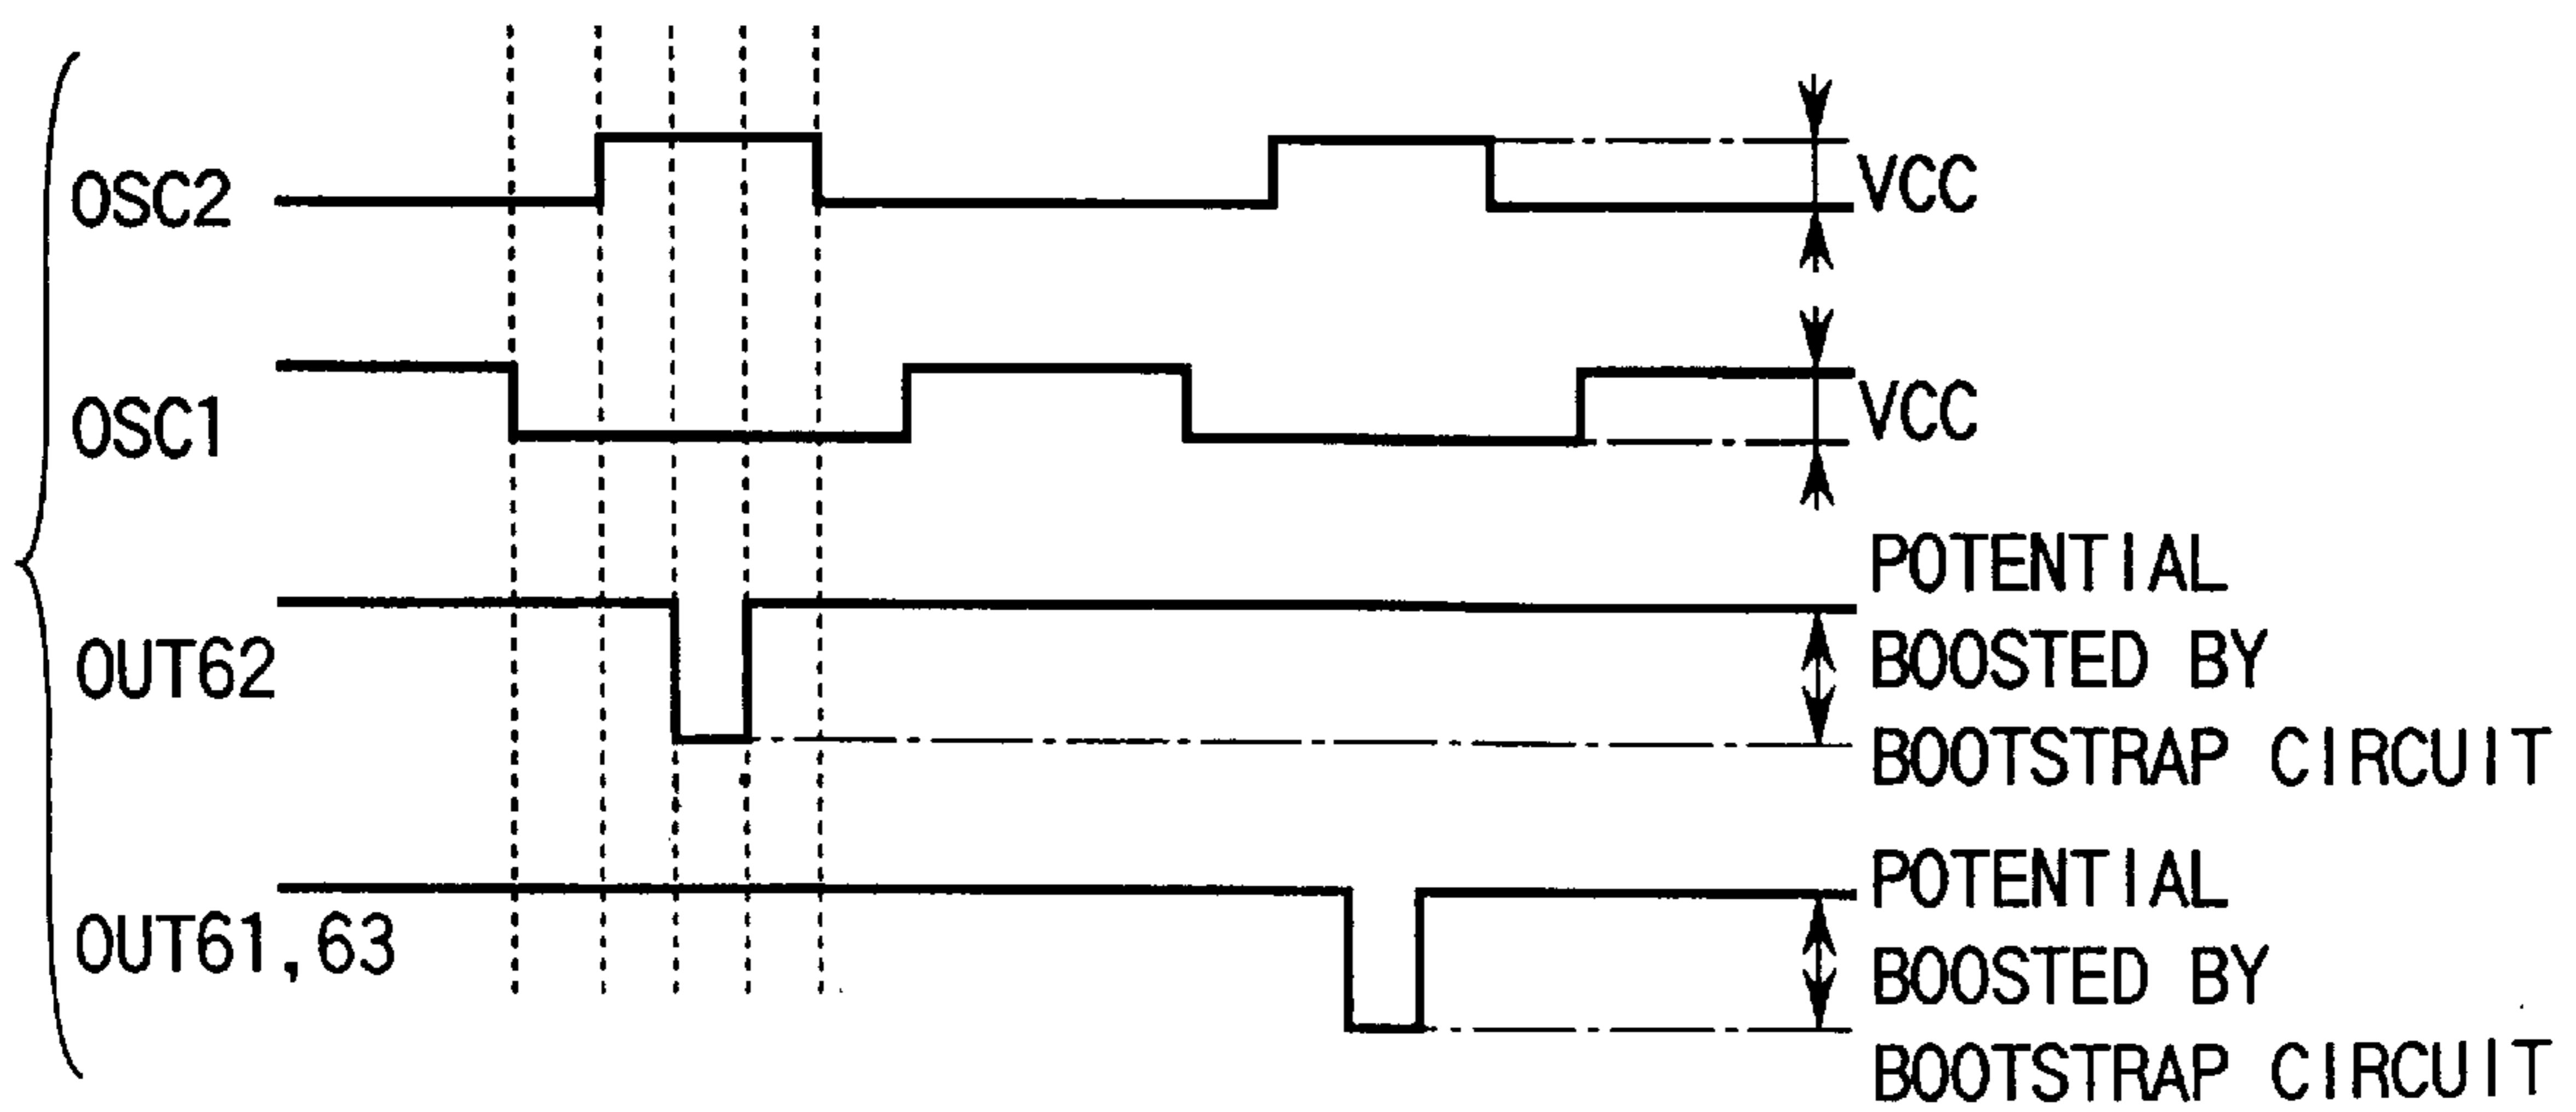 OSC2
VCC
OSC1
VCC
OUT62
POTENTIAL
BOOSTED BY
BOOTSTRAP CIRCUIT
OUT61,63
POTENTIAL
BOOSTED BY
BOOTSTRAP CIRCUIT